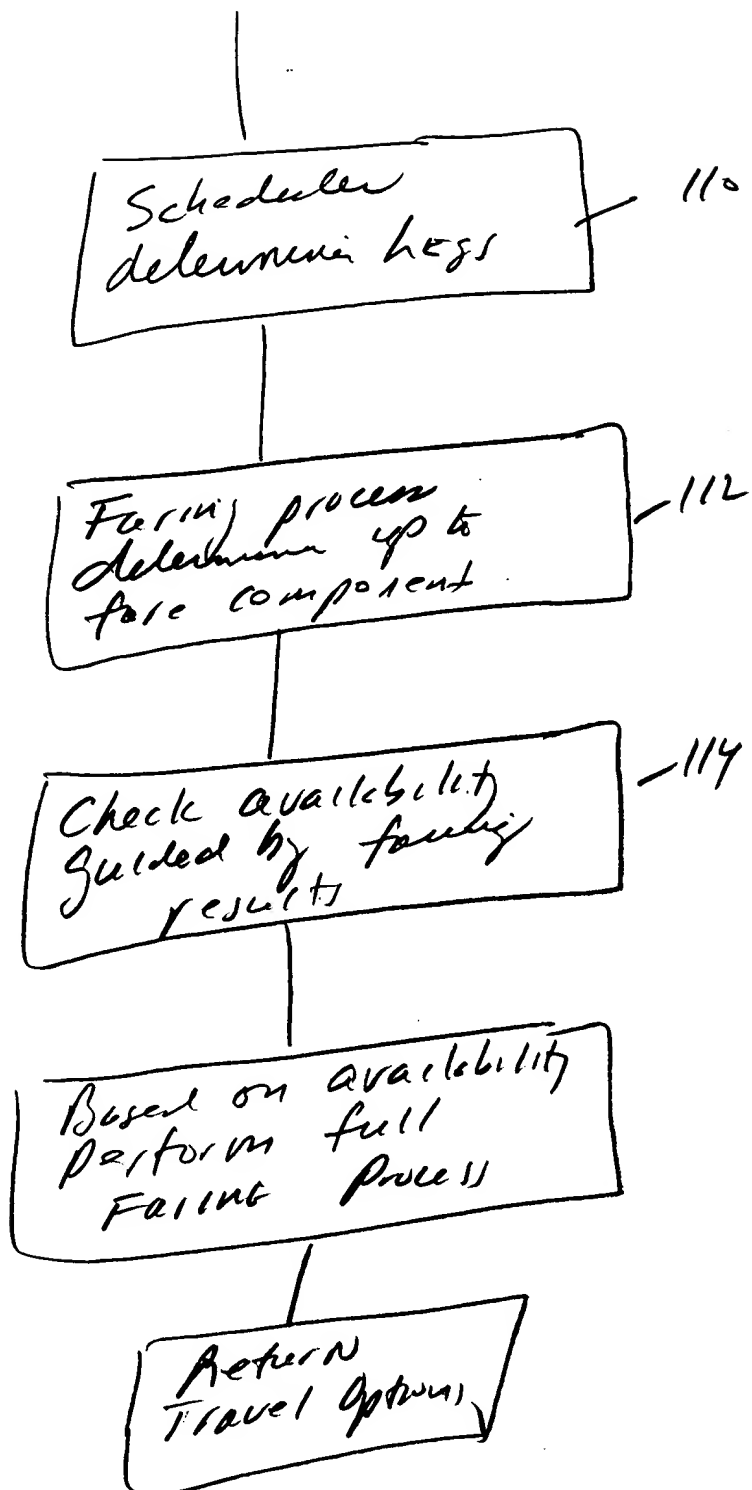 Scheduler
determine Legs
110
Faring process
determine up to
fare component
112
Check availability
guided by faring
results
114
Based on availability
perform full
Faring Process
Return
Travel Options